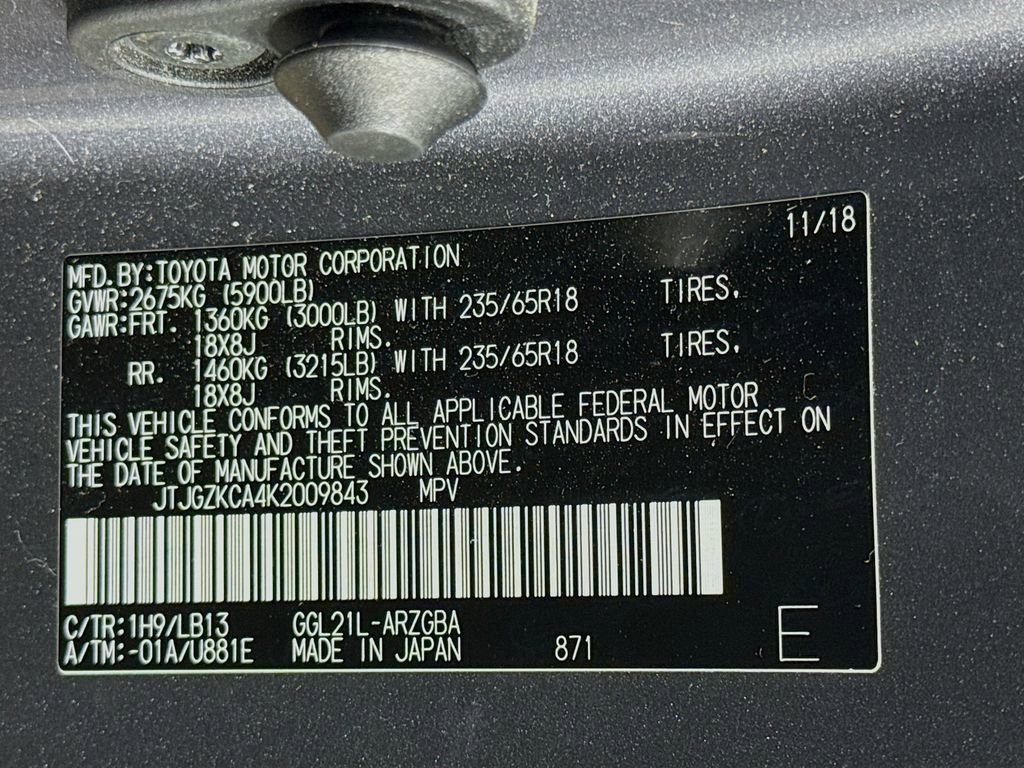 11/18
MFD.BY:TOYOTA MOTOR CORPORATION
GVWR:2675KG (5900LB)
GAWR:FRT. 1360KG (3000LB) WITH 235/65R18 TIRES.
18X8J RIMS.
RR. 1460KG (3215LB) WITH 235/65R18 TIRES.
18X8J RIMS.
THIS VEHICLE CONFORMS TO ALL APPLICABLE FEDERAL MOTOR
VEHICLE SAFETY AND THEFT PREVENTION STANDARDS IN EFFECT ON
THE DATE OF MANUFACTURE SHOWN ABOVE.
JTJGZKCA4K2009843 MPV
C/TR:1H9/LB13 GGL21L-ARZGBA
A/TM:-01A/U881E MADE IN JAPAN 871 E